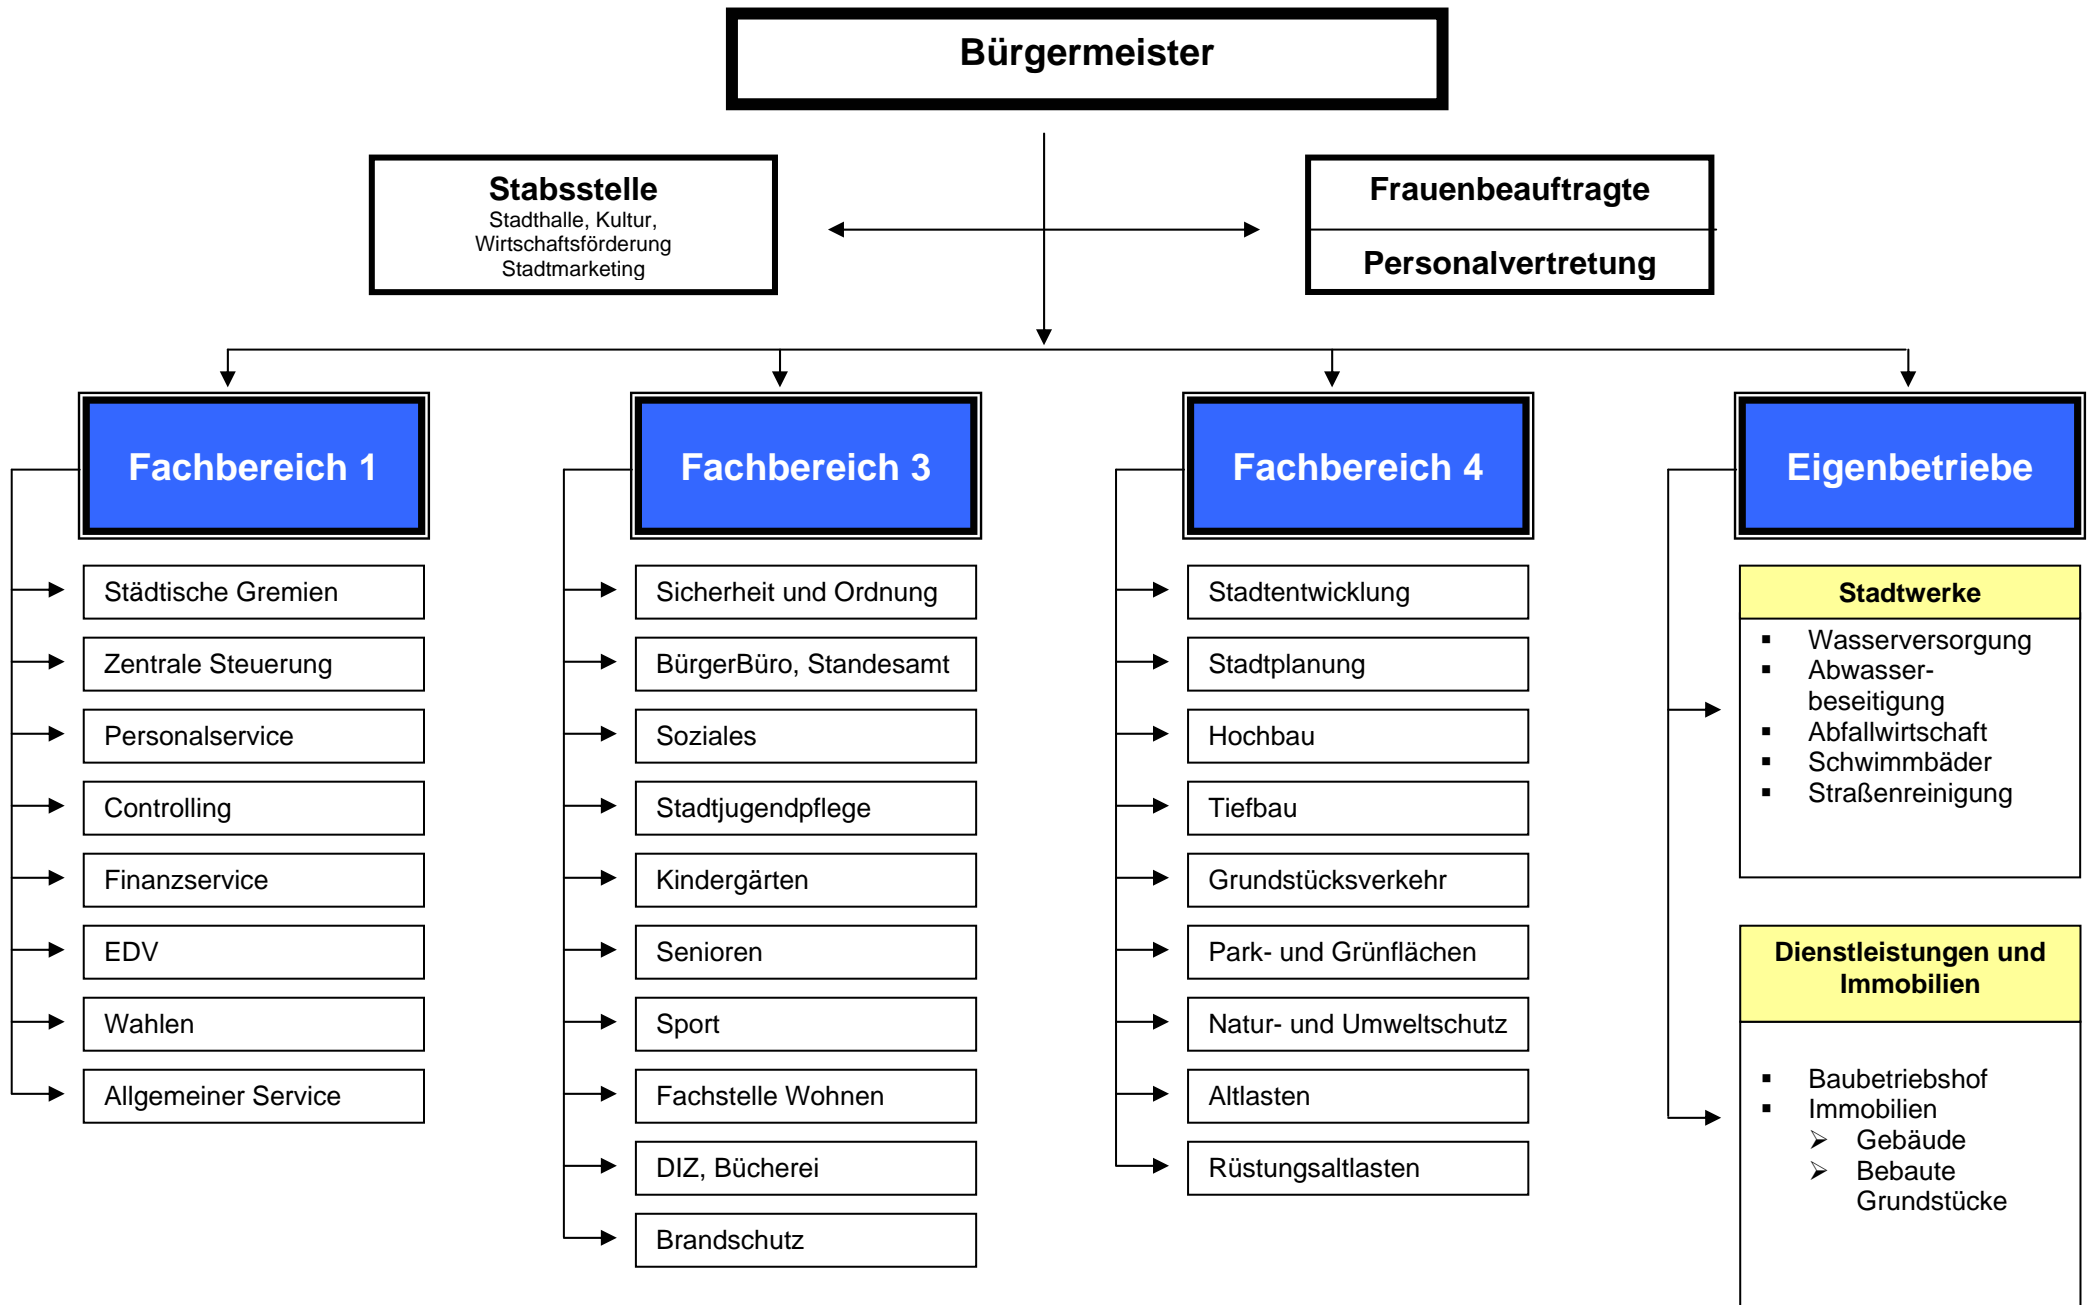 Bürgermeister
Stabsstelle
Stadthalle, Kultur,
Wirtschaftsförderung
Stadtmarketing
Frauenbeauftragte
Personalvertretung
Fachbereich 1
Städtische Gremien
Zentrale Steuerung
Personalservice
Controlling
Finanzservice
EDV
Wahlen
Allgemeiner Service
Fachbereich 3
Sicherheit und Ordnung
BürgerBüro, Standesamt
Soziales
Stadtjugendpflege
Kindergärten
Senioren
Sport
Fachstelle Wohnen
DIZ, Bücherei
Brandschutz
Fachbereich 4
Stadtentwicklung
Stadtplanung
Hochbau
Tiefbau
Grundstücksverkehr
Park- und Grünflächen
Natur- und Umweltschutz
Altlasten
Rüstungsaltlasten
Eigenbetriebe
Stadtwerke
▪ Wasserversorgung
▪ Abwasser-
beseitigung
▪ Abfallwirtschaft
▪ Schwimmbäder
▪ Straßenreinigung
Dienstleistungen und
Immobilien
▪ Baubetriebshof
▪ Immobilien
➢ Gebäude
➢ Bebaute
Grundstücke